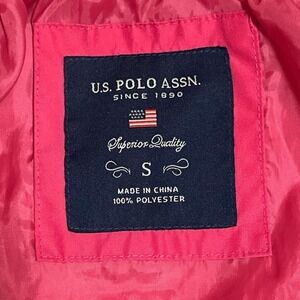 U.S. POLO ASSN.
SINCE 1890
Superior Quality
S
MADE IN CHINA
100% POLYESTER